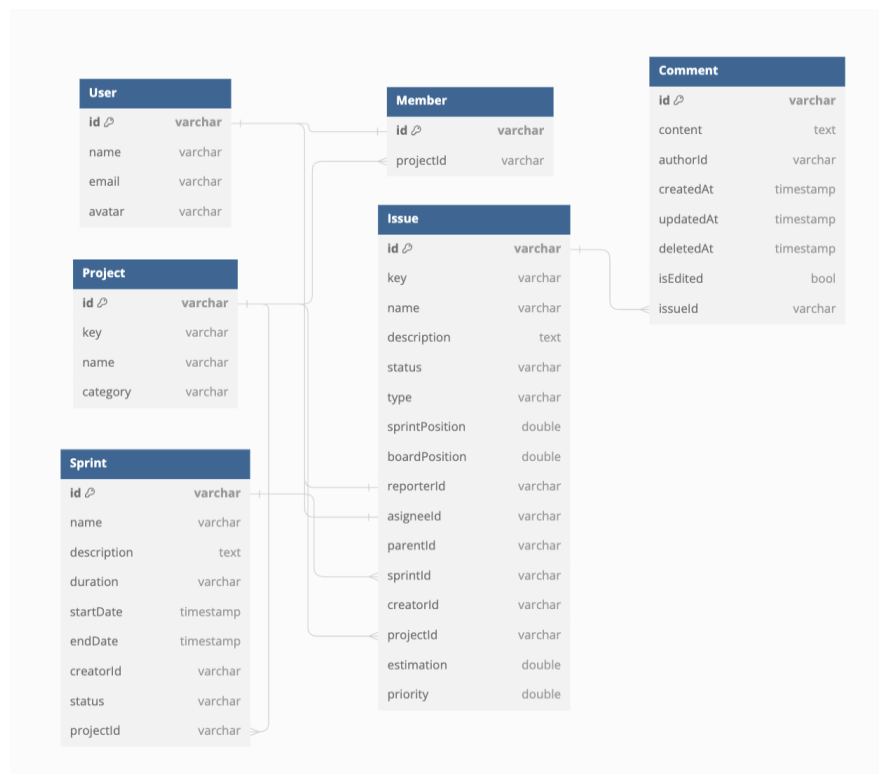 User
id varchar
name varchar
email varchar
avatar varchar
Project
id varchar
key varchar
name varchar
category varchar
Sprint
id varchar
name varchar
description text
duration varchar
startDate timestamp
endDate timestamp
creatorId varchar
status varchar
projectId varchar
Member
id varchar
projectId varchar
Issue
id varchar
key varchar
name varchar
description text
status varchar
type varchar
sprintPosition double
boardPosition double
reporterId varchar
asigneeId varchar
parentId varchar
sprintId varchar
creatorId varchar
projectId varchar
estimation double
priority double
Comment
id varchar
content text
authorId varchar
createdAt timestamp
updatedAt timestamp
deletedAt timestamp
isEdited bool
issueId varchar